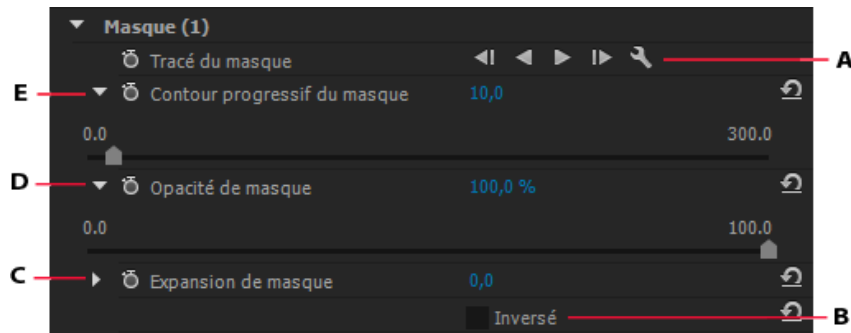 Masque (1)
Tracé du masque A
E Contour progressif du masque 10,0
0.0 300.0
D Opacité de masque 100,0 %
0.0 100.0
C Expansion de masque 0,0
Inversé B